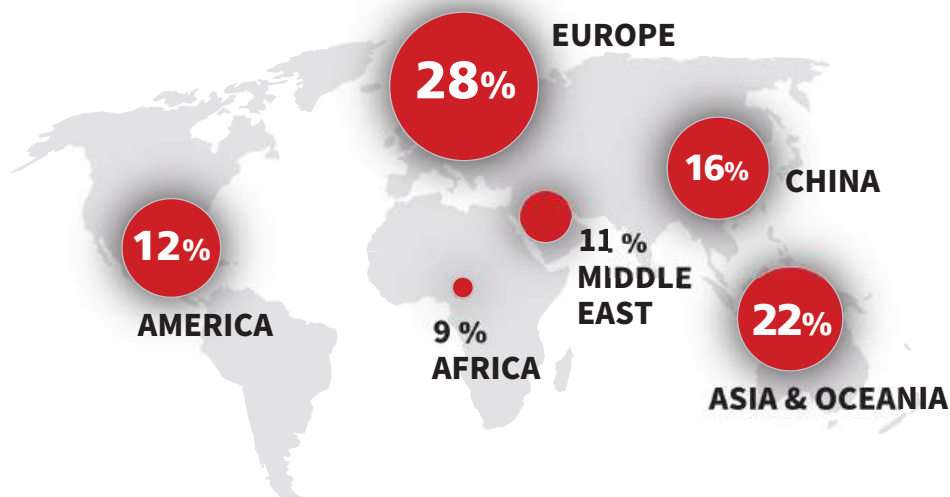 EUROPE
28%
16%
CHINA
12%
AMERICA
11 %
MIDDLE
EAST
9 %
AFRICA
22%
ASIA & OCEANIA